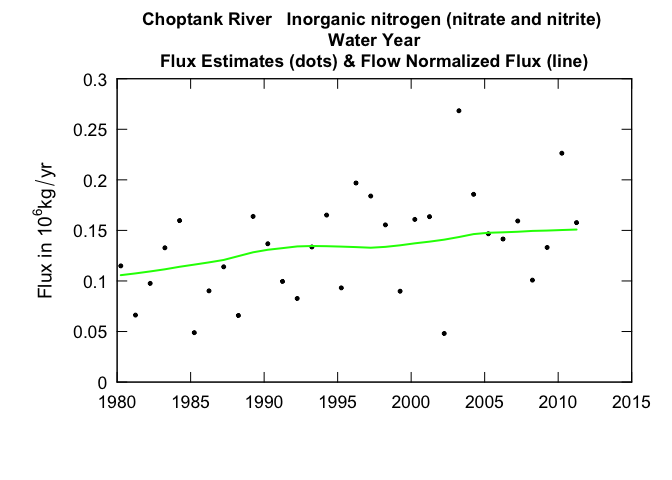 Choptank River   Inorganic nitrogen (nitrate and nitrite)
Water Year
Flux Estimates (dots) & Flow Normalized Flux (line)
0.3
0.25
0.2
0.15
0.1
0.05
0
Flux in 10⁶kg/yr
1980 1985 1990 1995 2000 2005 2010 2015